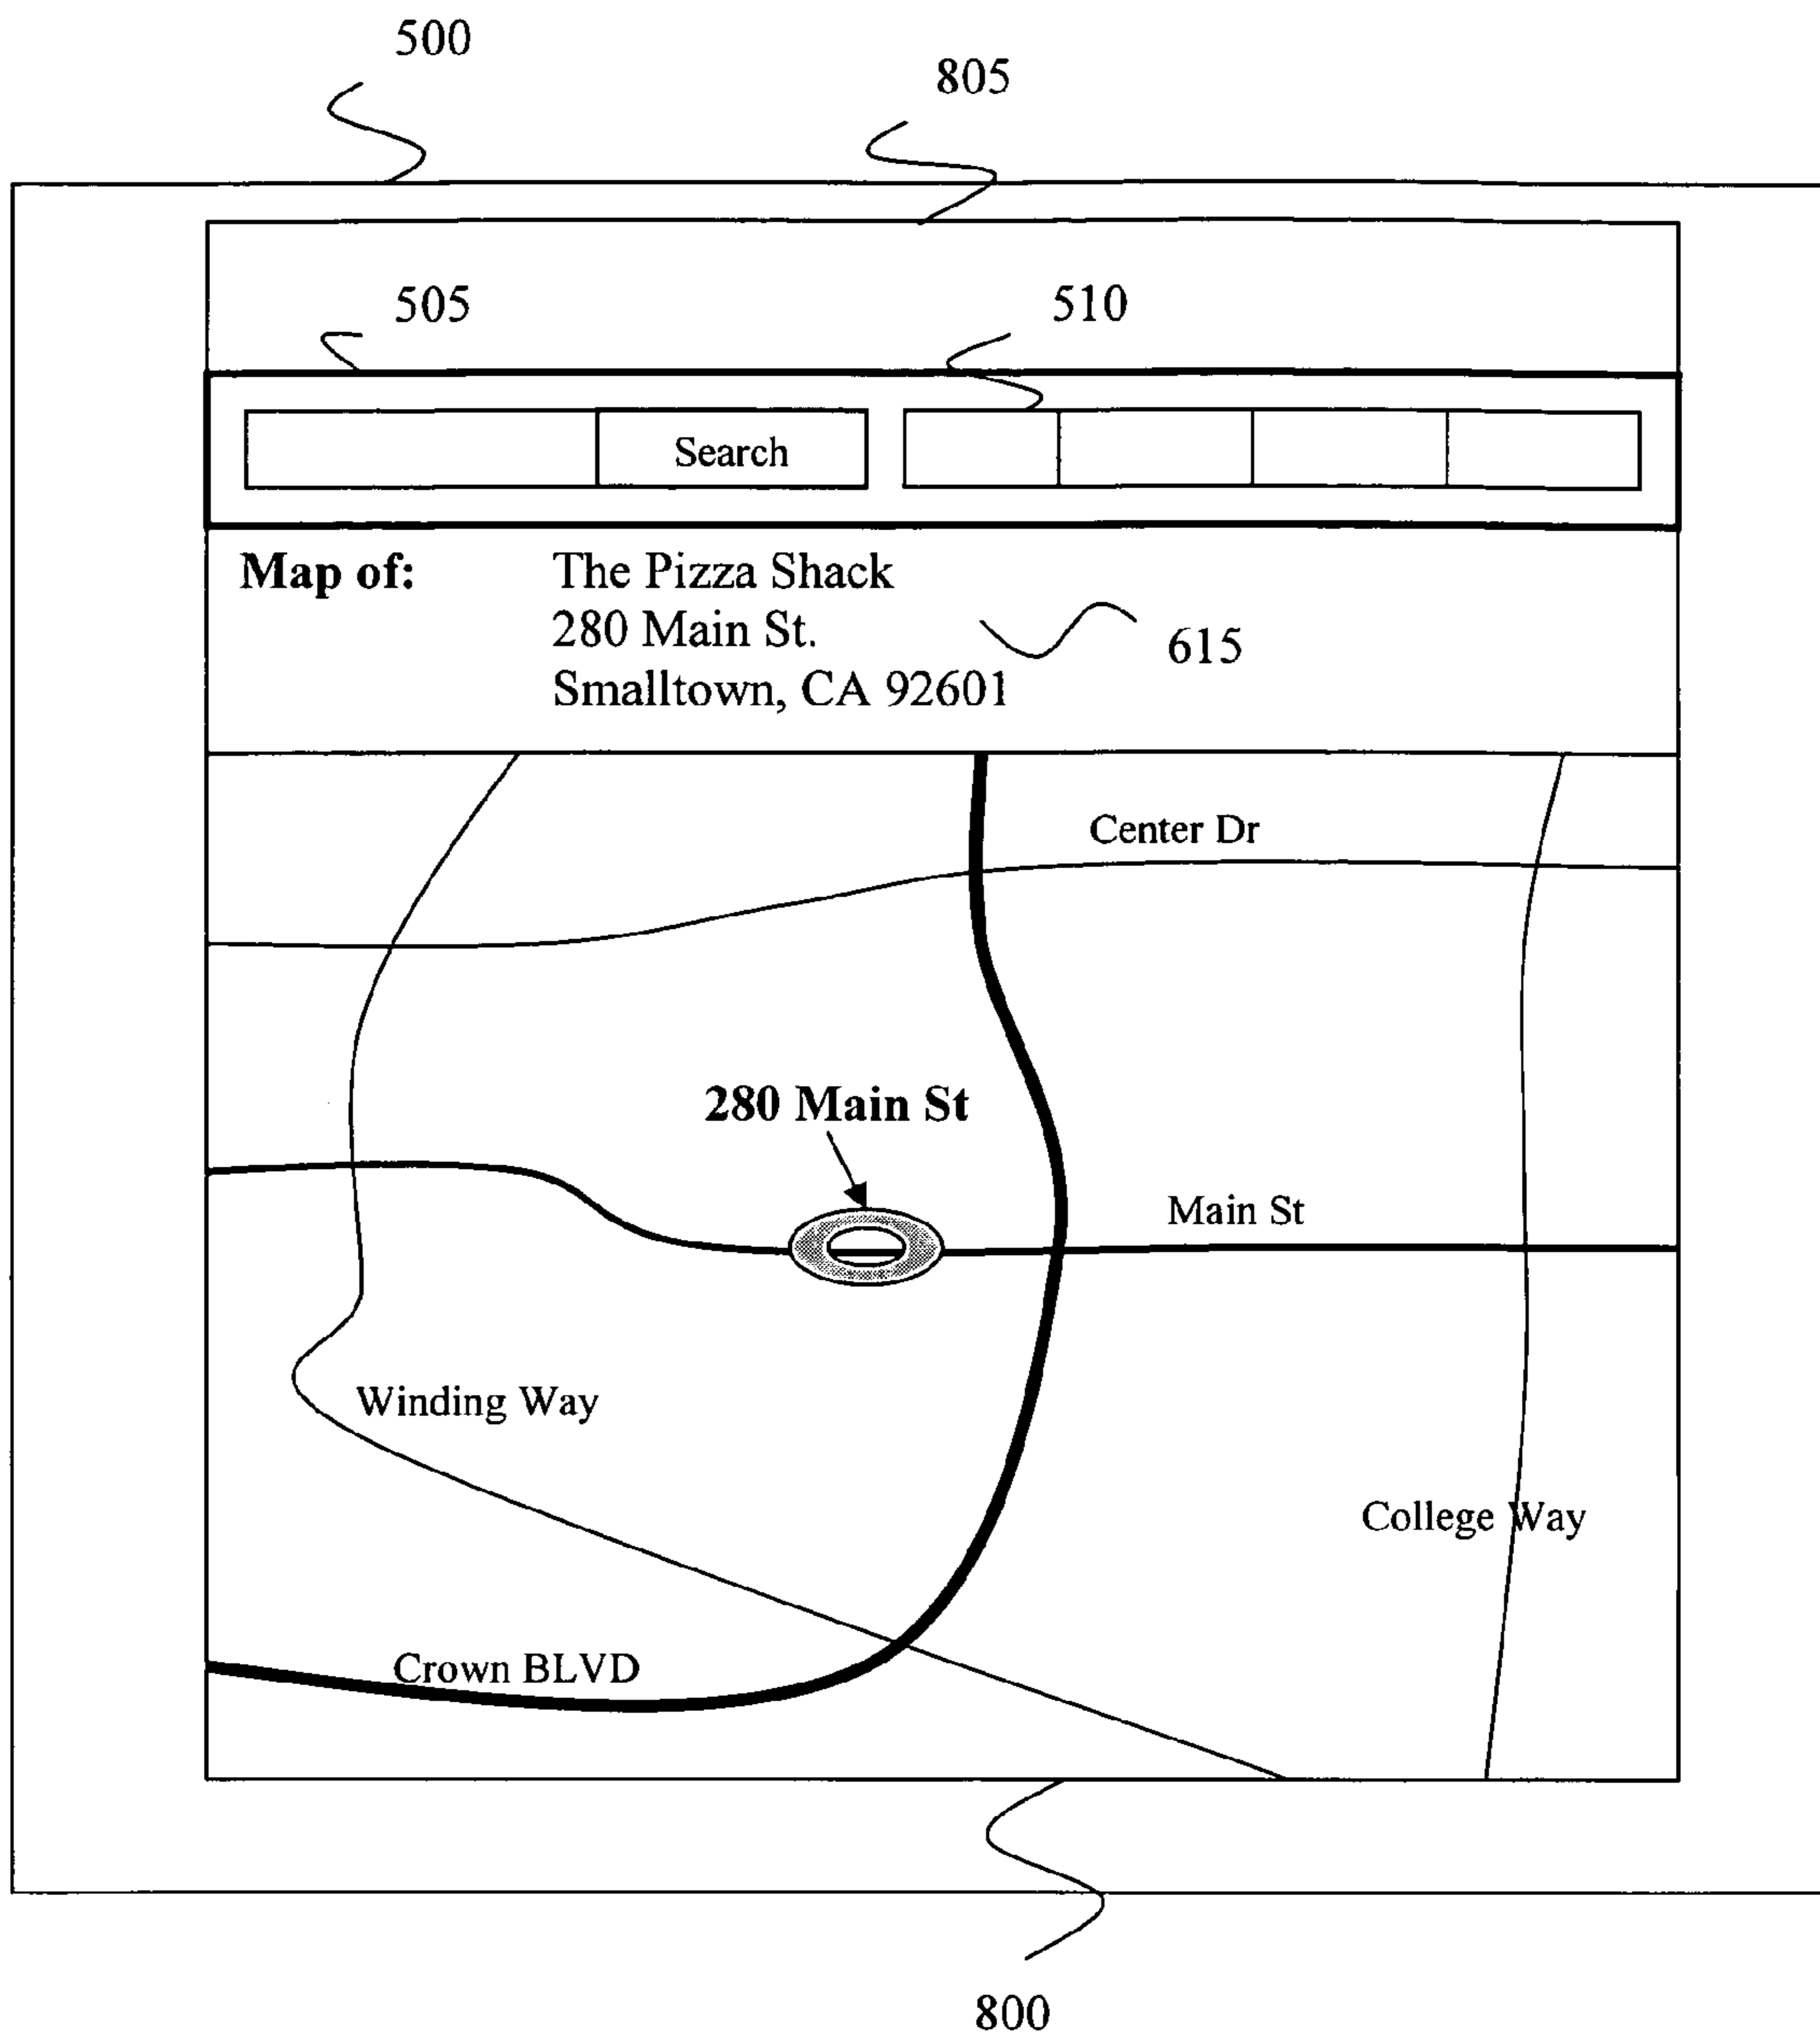 500
805
505
510
Search
Map of:
The Pizza Shack
280 Main St.
615
Smalltown, CA 92601
Center Dr
280 Main St
Main St
Winding Way
College Way
Crown BLVD
800